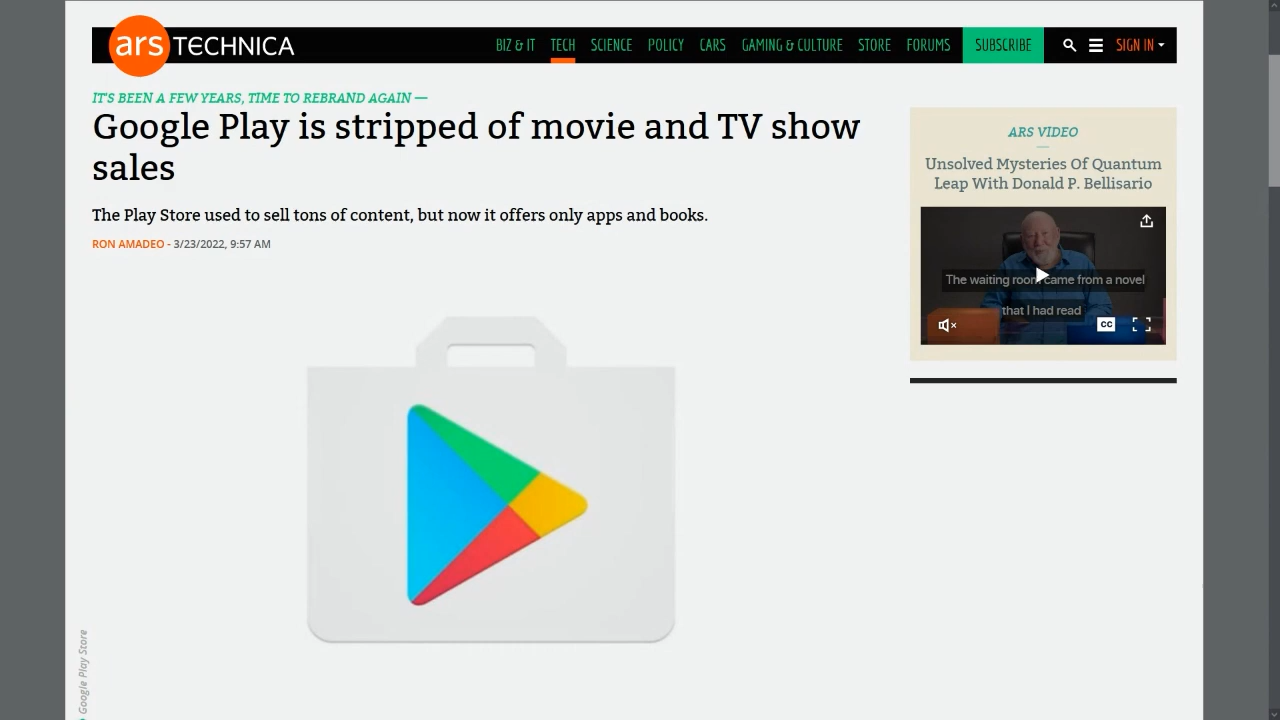 ars TECHNICA
BIZ & IT TECH SCIENCE POLICY CARS GAMING & CULTURE STORE FORUMS SUBSCRIBE SIGN IN
IT'S BEEN A FEW YEARS, TIME TO REBRAND AGAIN —
Google Play is stripped of movie and TV show
sales
The Play Store used to sell tons of content, but now it offers only apps and books.
RON AMADEO - 3/23/2022, 9:57 AM
ARS VIDEO
Unsolved Mysteries Of Quantum
Leap With Donald P. Bellisario
The waiting room came from a novel
that I had read
CC
Google Play Store